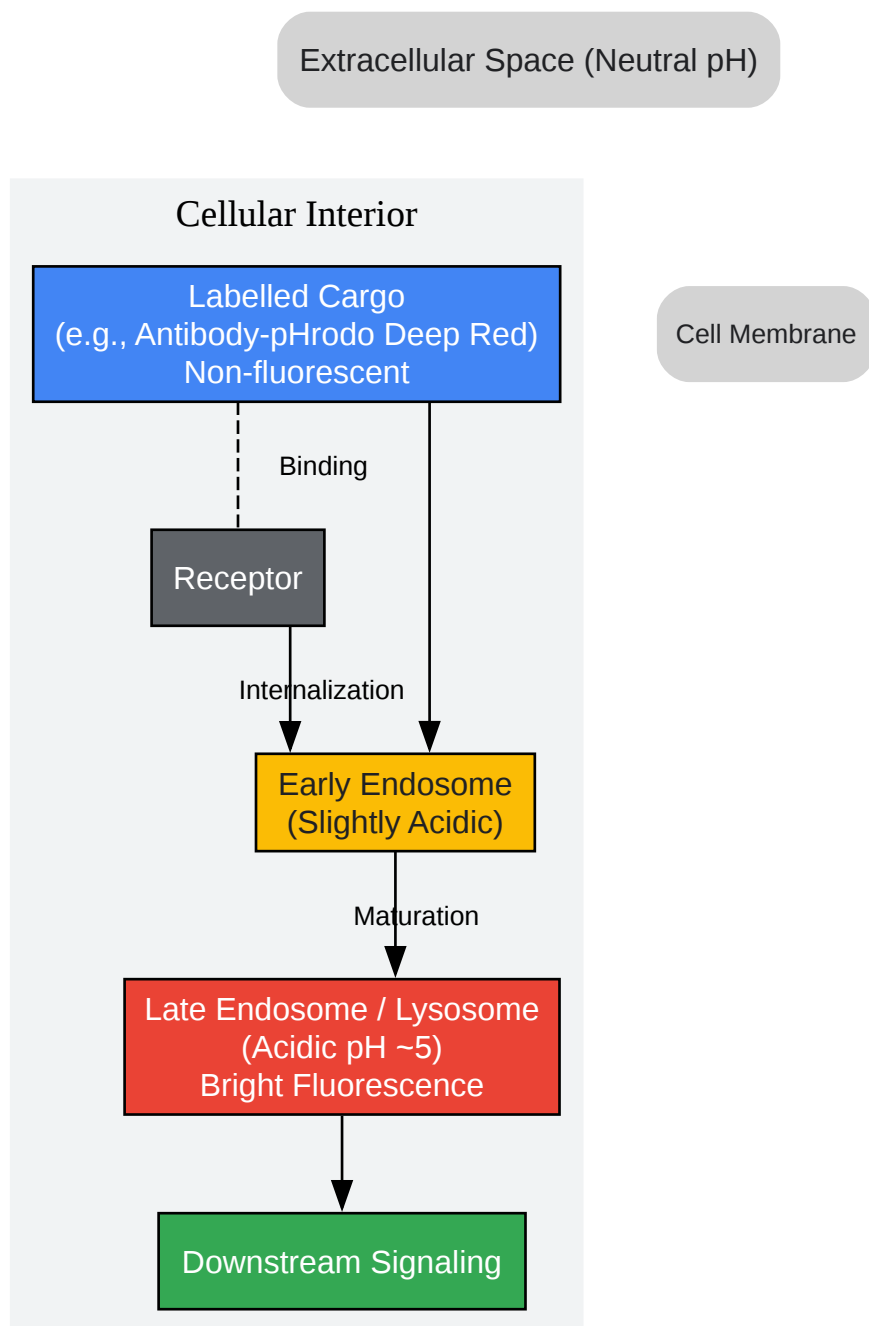 Extracellular Space (Neutral pH)
Cellular Interior
Labelled Cargo
(e.g., Antibody-pHrodo Deep Red)
Non-fluorescent
Cell Membrane
Binding
Receptor
Internalization
Early Endosome
(Slightly Acidic)
Maturation
Late Endosome / Lysosome
(Acidic pH ~5)
Bright Fluorescence
Downstream Signaling